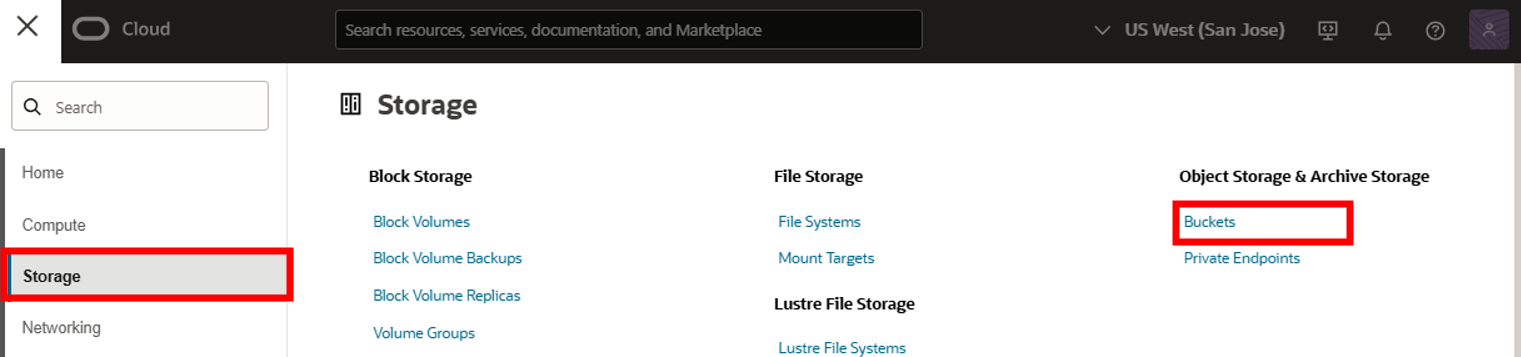 Cloud
Search resources, services, documentation, and Marketplace
US West (San Jose)
Search
Home
Compute
Storage
Networking
Storage
Block Storage
Block Volumes
Block Volume Backups
Block Volume Replicas
Volume Groups
File Storage
File Systems
Mount Targets
Lustre File Storage
Lustre File Systems
Object Storage & Archive Storage
Buckets
Private Endpoints